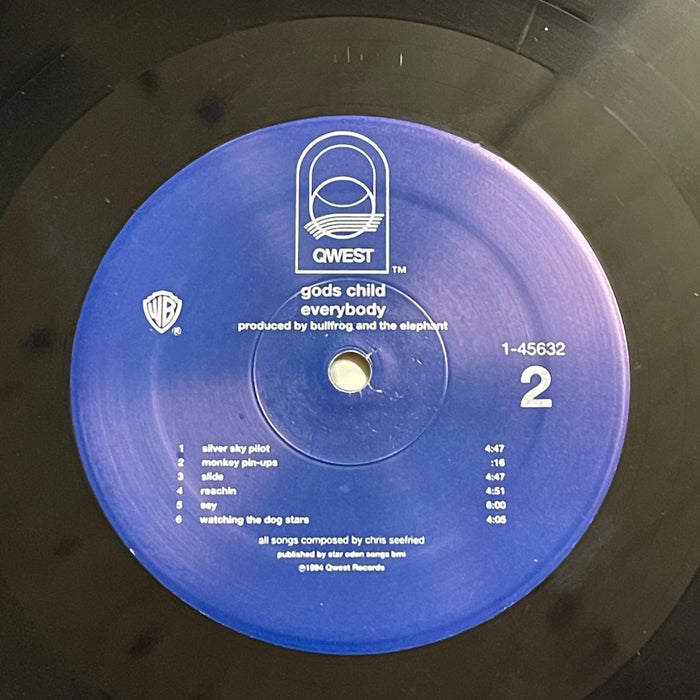 QWEST
TM
gods child
everybody
produced by bullfrog and the elephant
WB
®
1-45632
2
1 silver sky pilot 4:47
2 monkey pin-ups :16
3 slide 4:47
4 reachin 4:51
5 sey 6:00
6 watching the dog stars 4:05
all songs composed by chris seefried
published by star eden songs bmi
℗1994 Qwest Records